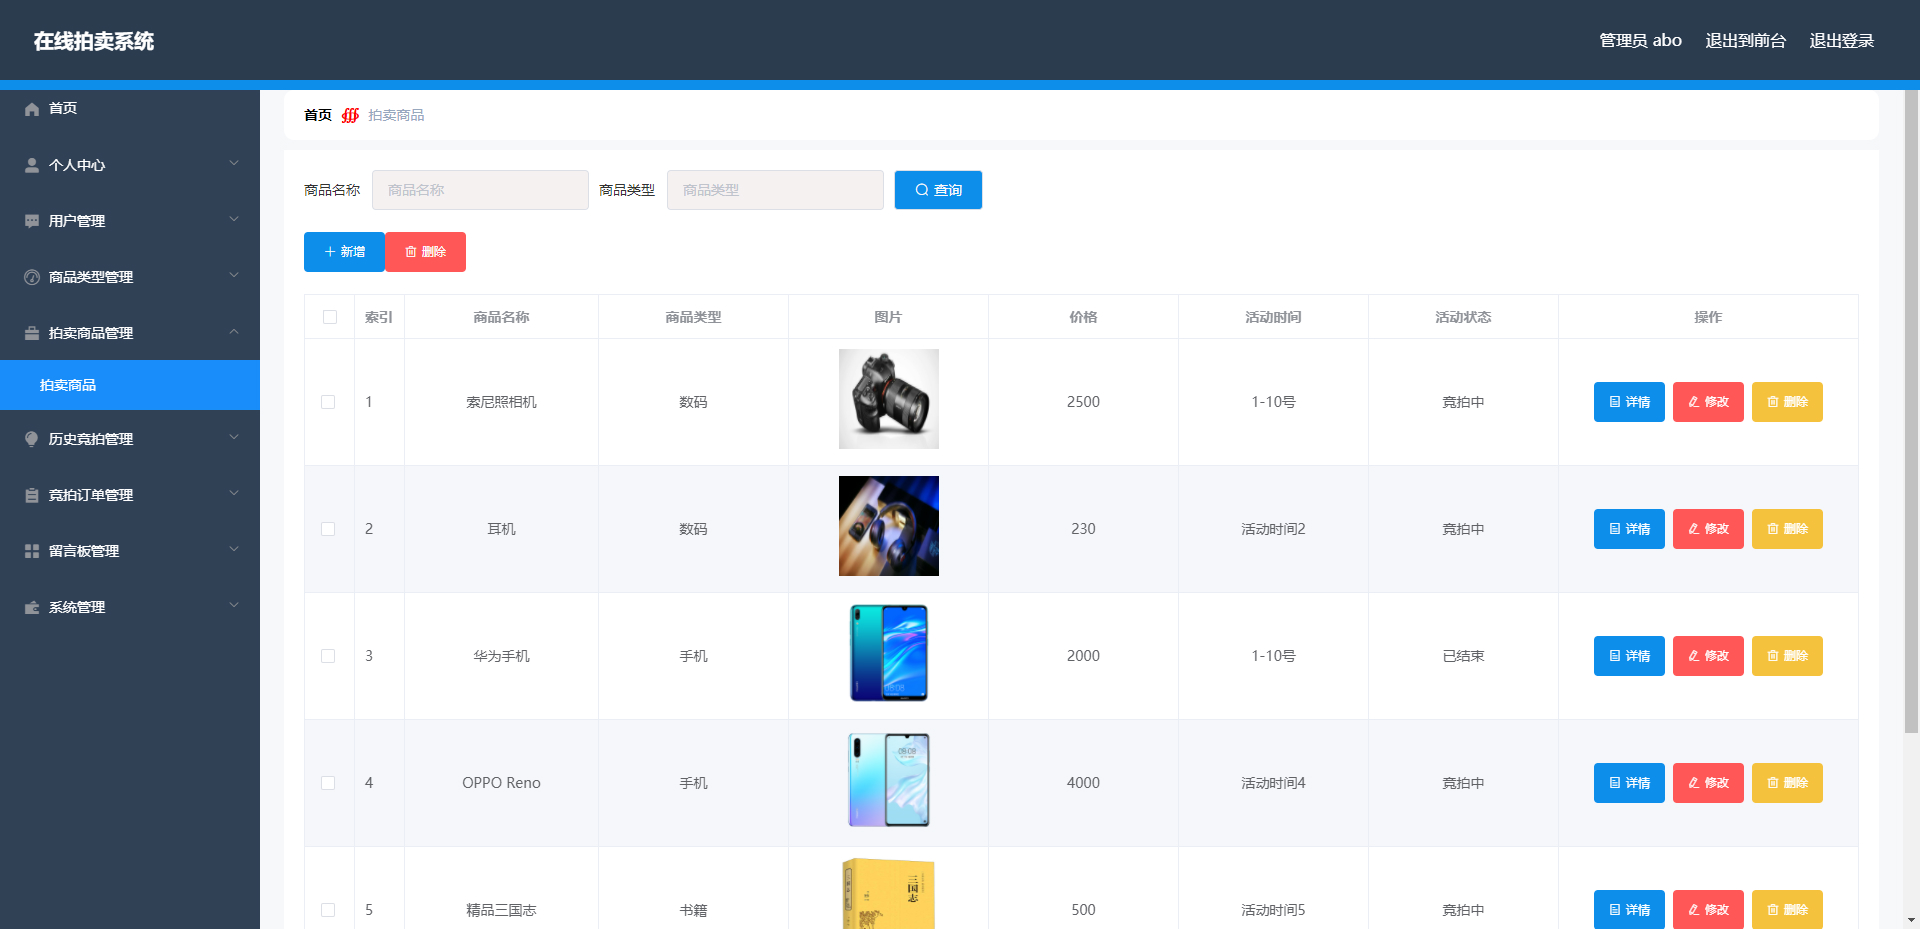 在线拍卖系统
管理员 abo 退出到前台 退出登录
首页
个人中心
用户管理
商品类型管理
拍卖商品管理
拍卖商品
历史竞拍管理
竞拍订单管理
留言板管理
系统管理
首页 拍卖商品
商品名称 商品名称 商品类型 商品类型 查询
新增 删除
索引 商品名称 商品类型 图片 价格 活动时间 活动状态 操作
1 索尼照相机 数码 2500 1-10号 竞拍中 详情 修改 删除
2 耳机 数码 230 活动时间2 竞拍中 详情 修改 删除
3 华为手机 手机 2000 1-10号 已结束 详情 修改 删除
08:08
4 OPPO Reno 手机 4000 活动时间4 竞拍中 详情 修改 删除
08:08
5 精品三国志 书籍 500 活动时间5 竞拍中 详情 修改 删除
三国志